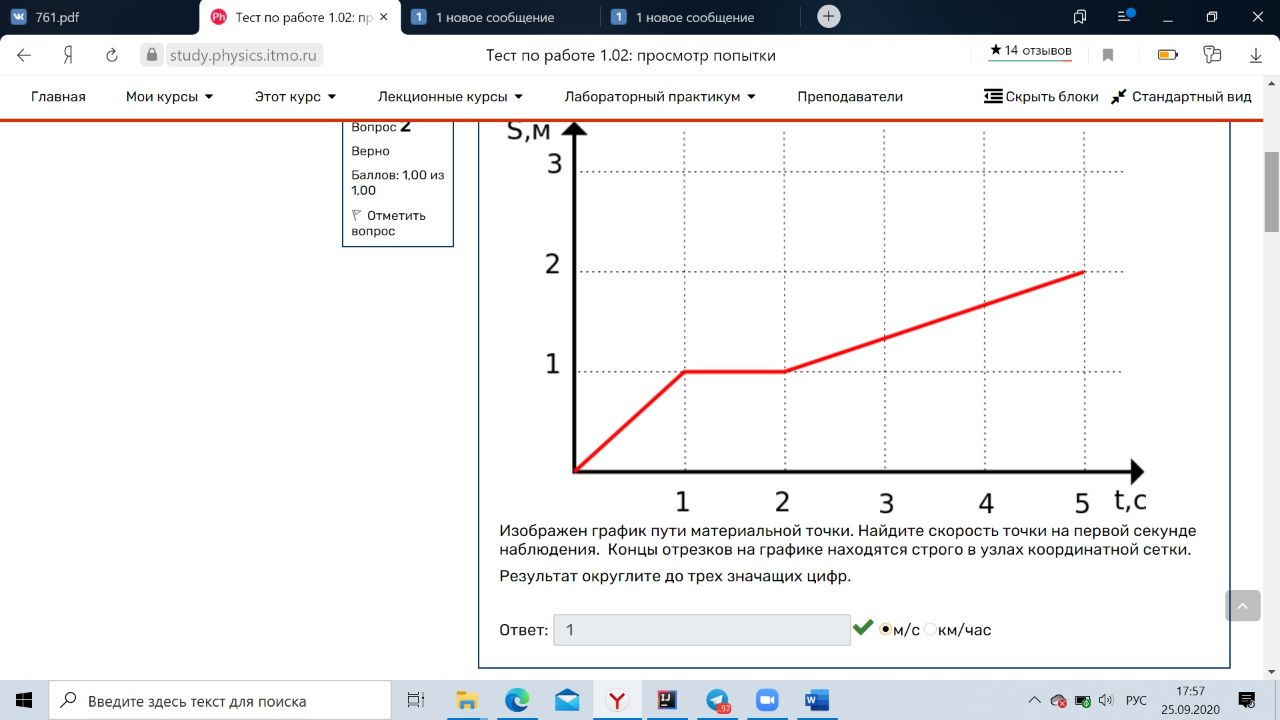 761.pdf
Ph Тест по работе 1.02: пр
1 1 новое сообщение
1 1 новое сообщение
study.physics.itmo.ru
Тест по работе 1.02: просмотр попытки
★14 отзывов
Главная Мои курсы Этот курс Лекционные курсы Лабораторный практикум Преподаватели Скрыть блоки Стандартный вид
Вопрос 2
Верно
Баллов: 1,00 из
1,00
Отметить
вопрос
S,м
3
2
1
1 2 3 4 5 t,с
Изображен график пути материальной точки. Найдите скорость точки на первой секунде
наблюдения. Концы отрезков на графике находятся строго в узлах координатной сетки.
Результат округлите до трех значащих цифр.
Ответ: 1 м/с км/час
Введите здесь текст для поиска
РУС
17:57
25.09.2020